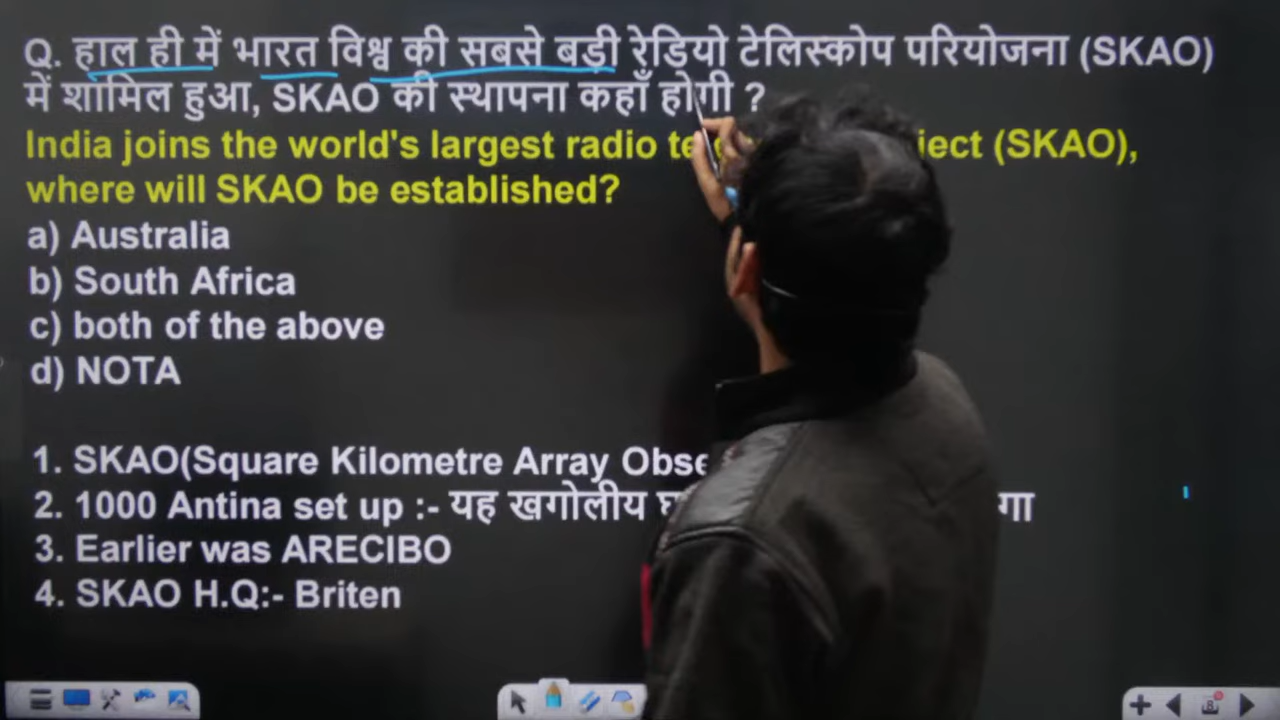 Q. हाल ही में भारत विश्व की सबसे बड़ी रेडियो टेलिस्कोप परियोजना (SKAO)
में शामिल हुआ, SKAO की स्थापना कहाँ होगी ?
India joins the world's largest radio (SKAO),
where will SKAO be established?
a) Australia
b) South Africa
c) both of the above
d) NOTA
1. SKAO(Square Kilometre Array
2. 1000 Antina set up :- यह खगोलीय
3. Earlier was ARECIBO
4. SKAO H.Q:- Briten